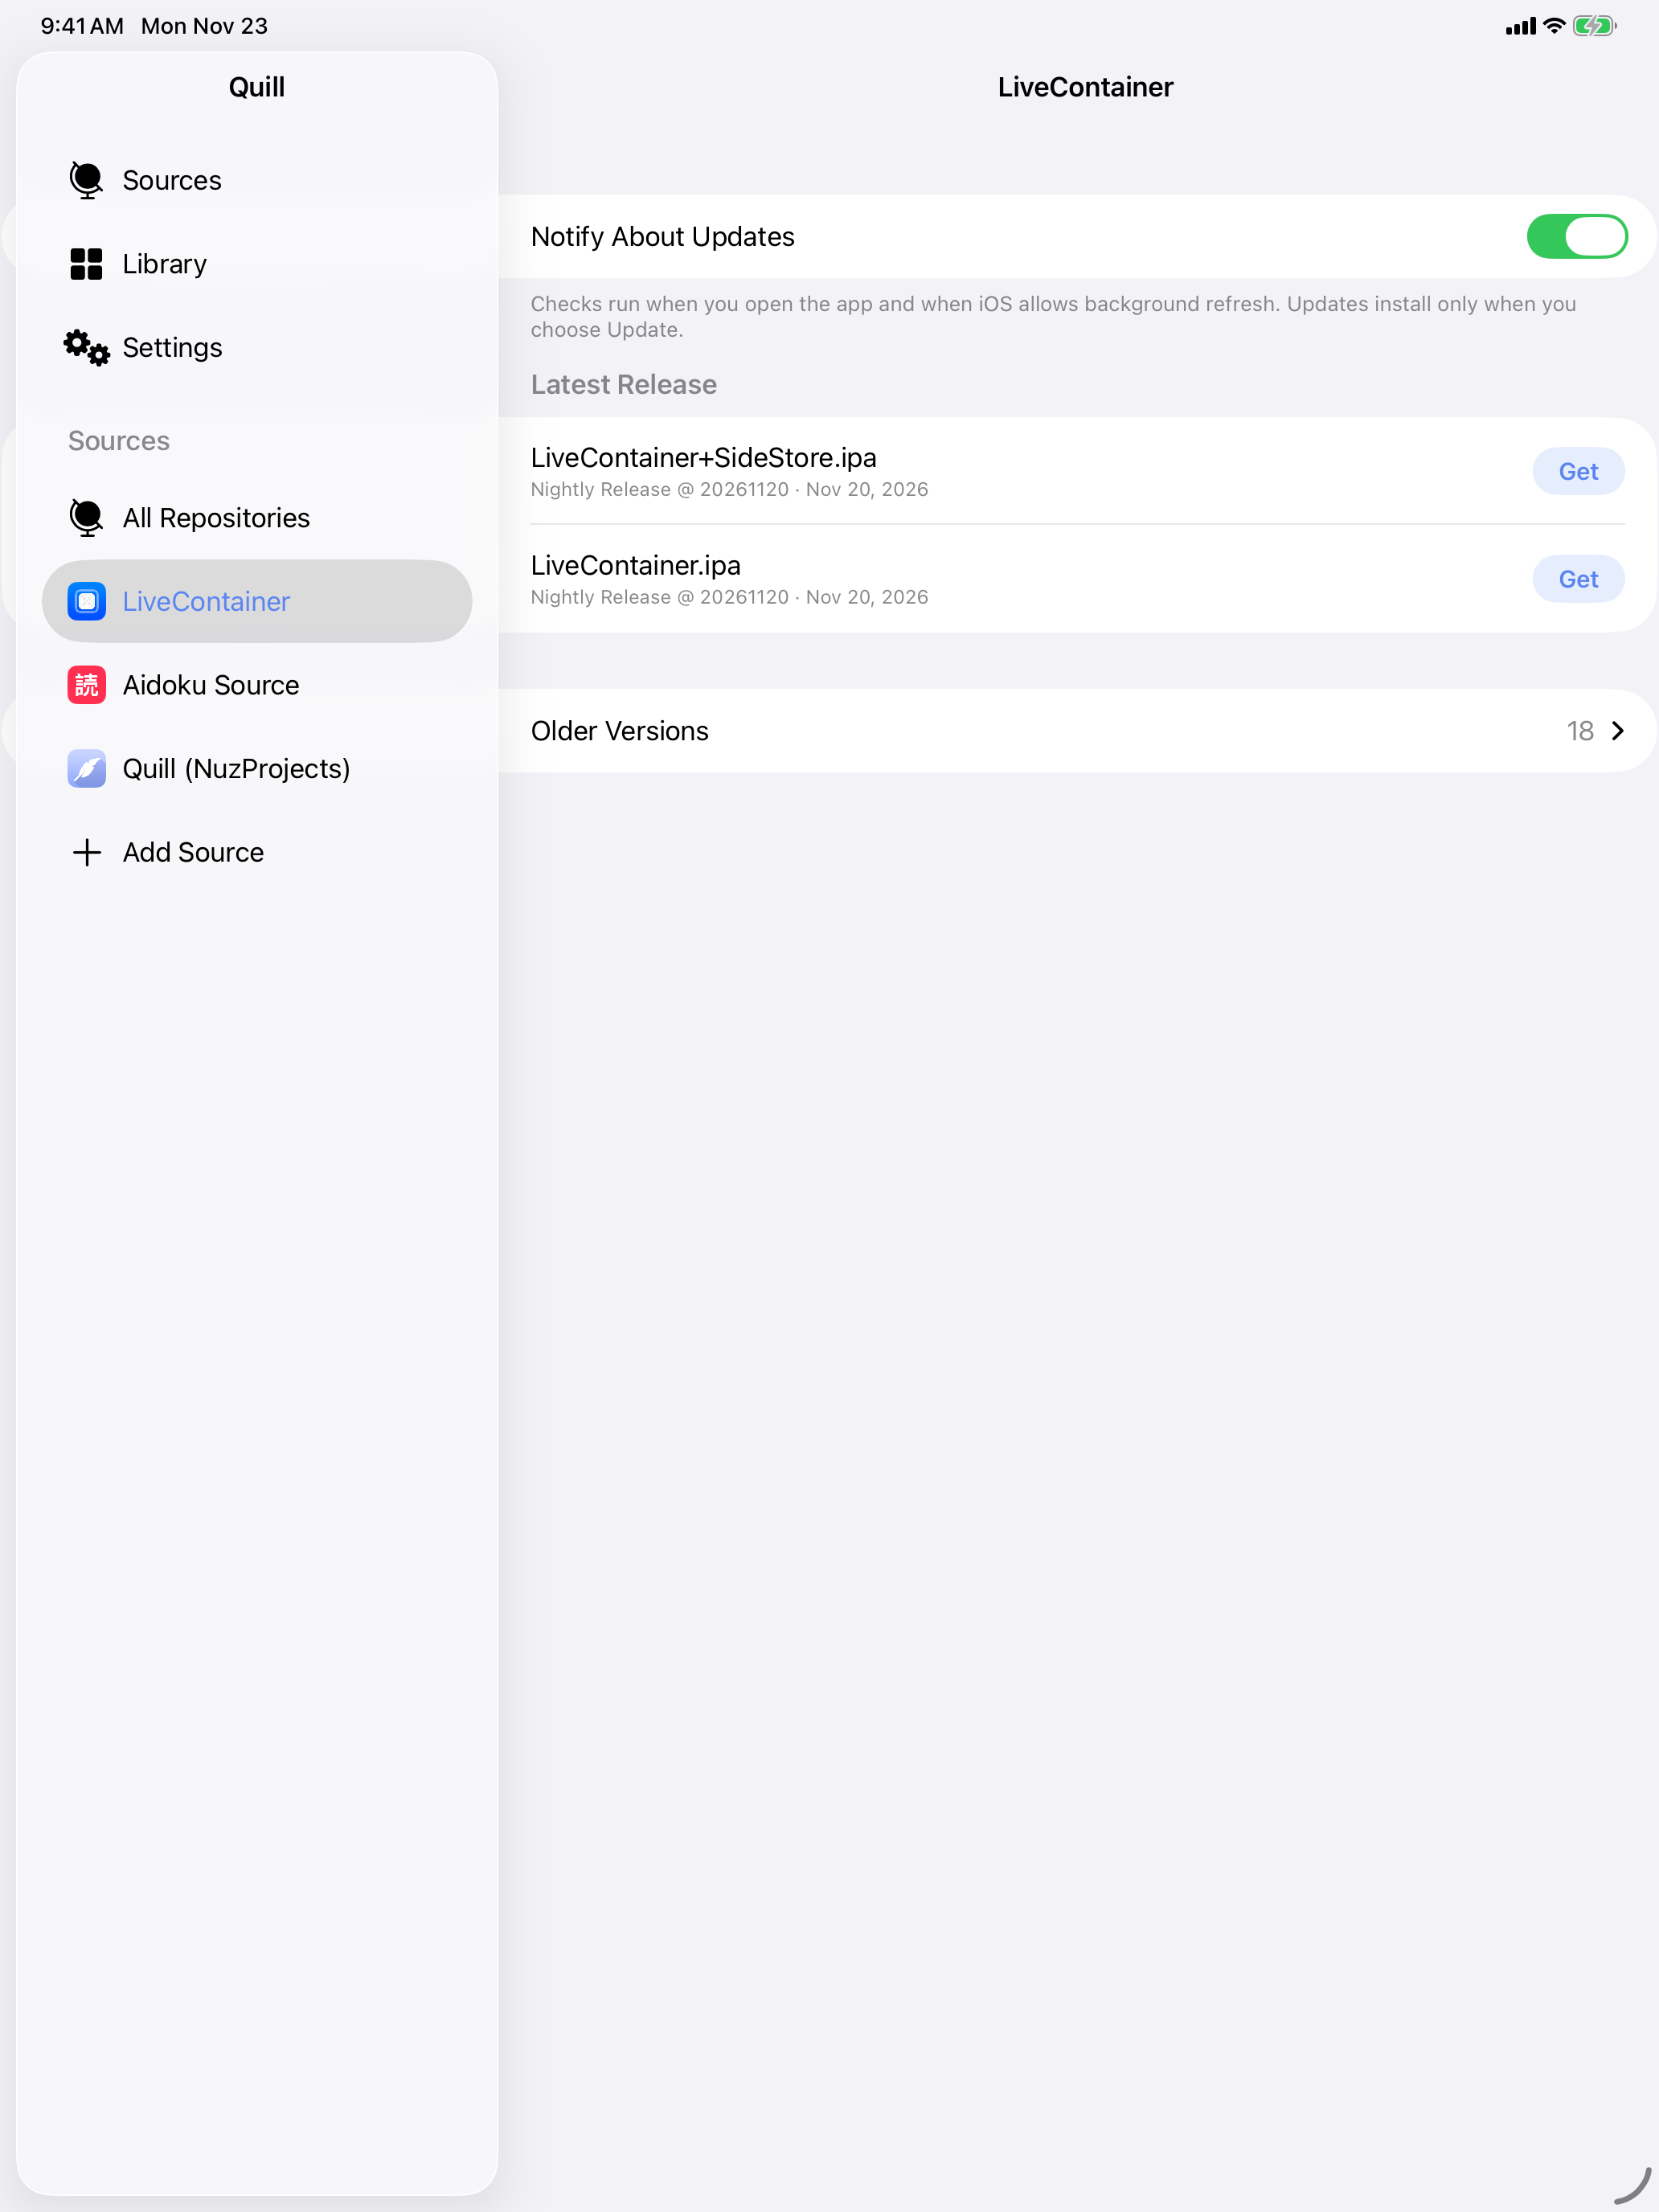 9:41 AM Mon Nov 23
Quill
Sources
Library
Settings
Sources
All Repositories
LiveContainer
読 Aidoku Source
Quill (NuzProjects)
Add Source
LiveContainer
Notify About Updates
Checks run when you open the app and when iOS allows background refresh. Updates install only when you
choose Update.
Latest Release
LiveContainer+SideStore.ipa
Nightly Release @ 20261120 · Nov 20, 2026
Get
LiveContainer.ipa
Nightly Release @ 20261120 · Nov 20, 2026
Get
Older Versions 18